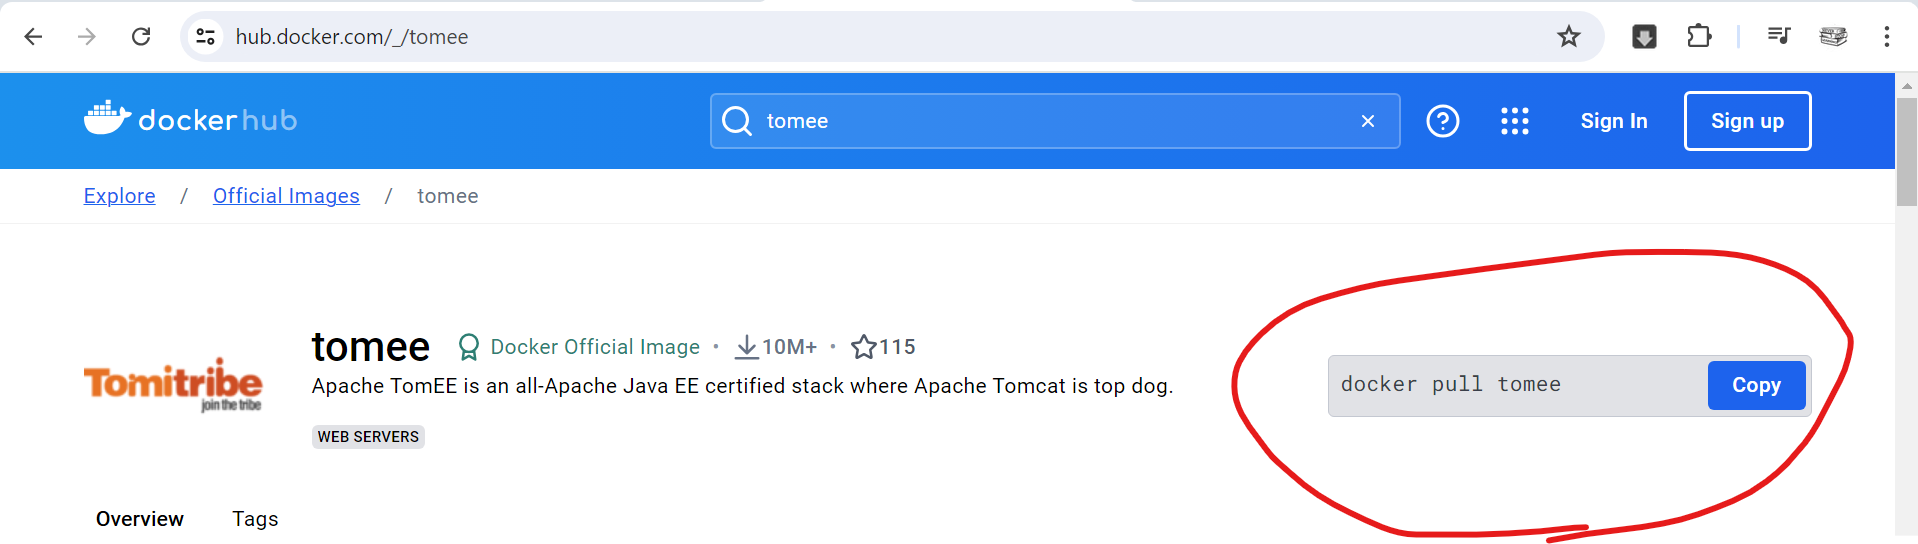 hub.docker.com/_/tomee
docker hub
tomee
Sign In
Sign up
Explore / Official Images / tomee
Tomitribe
join the tribe
tomee Docker Official Image • 10M+ • 115
Apache TomEE is an all-Apache Java EE certified stack where Apache Tomcat is top dog.
WEB SERVERS
docker pull tomee
Copy
Overview Tags